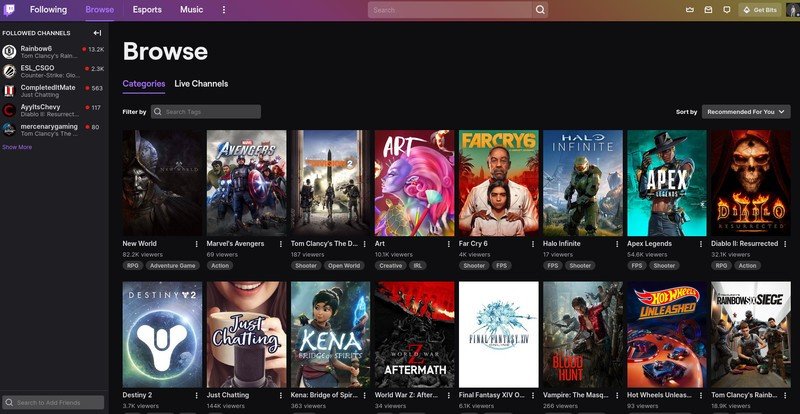 Following
Browse
Esports
Music
Search
Get Bits
FOLLOWED CHANNELS
Rainbow6
13.2K
Tom Clancy's Rain...
ESL_CSGO
2.3K
Counter-Strike: Glo...
CompletedItMate
563
Just Chatting
AyyItsChevy
117
Diablo II: Resurrect...
mercenarygaming
80
Tom Clancy's The ...
Show More
Search to Add Friends
Browse
Categories
Live Channels
Filter by
Search Tags
Sort by
Recommended For You
NEW WORLD
MARVEL
AVENGERS
THE DIVISION 2
ART
FARCRY6
HALO
INFINITE
APEX
LEGENDS
DIABLO
II
RESURRECTED
New World
Marvel's Avengers
Tom Clancy's The D...
Art
Far Cry 6
Halo Infinite
Apex Legends
Diablo II: Resurrected
82.2K viewers
69 viewers
187 viewers
10.1K viewers
4K viewers
17 viewers
54.6K viewers
32.1K viewers
RPG
Adventure Game
Action
Shooter
Open World
Creative
IRL
Shooter
FPS
FPS
Shooter
FPS
Shooter
RPG
Action
DESTINY 2
Just
Chatting
KENA
BRIDGE OF SPIRITS
WORLD WAR
Z
AFTERMATH
FINAL FANTASY XIV
ONLINE
BLOOD
HUNT
HOT WHEELS
UNLEASHED
RAINBOW SIX SIEGE
Destiny 2
Just Chatting
Kena: Bridge of Spir...
World War Z: After...
Final Fantasy XIV O...
Vampire: The Masq...
Hot Wheels Unleas...
Tom Clancy's Rainb...
3.7K viewers
144K viewers
363 viewers
34 viewers
6.1K viewers
266 viewers
93 viewers
18.9K viewers